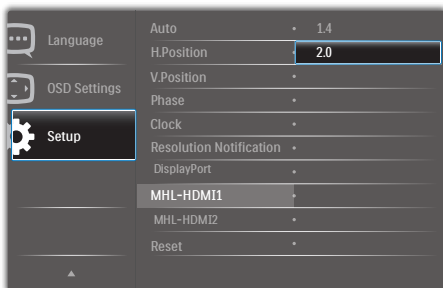 Language
OSD Settings
Setup
Auto
H.Position
V.Position
Phase
Clock
Resolution Notification
DisplayPort
MHL-HDMI1
MHL-HDMI2
Reset
1.4
2.0